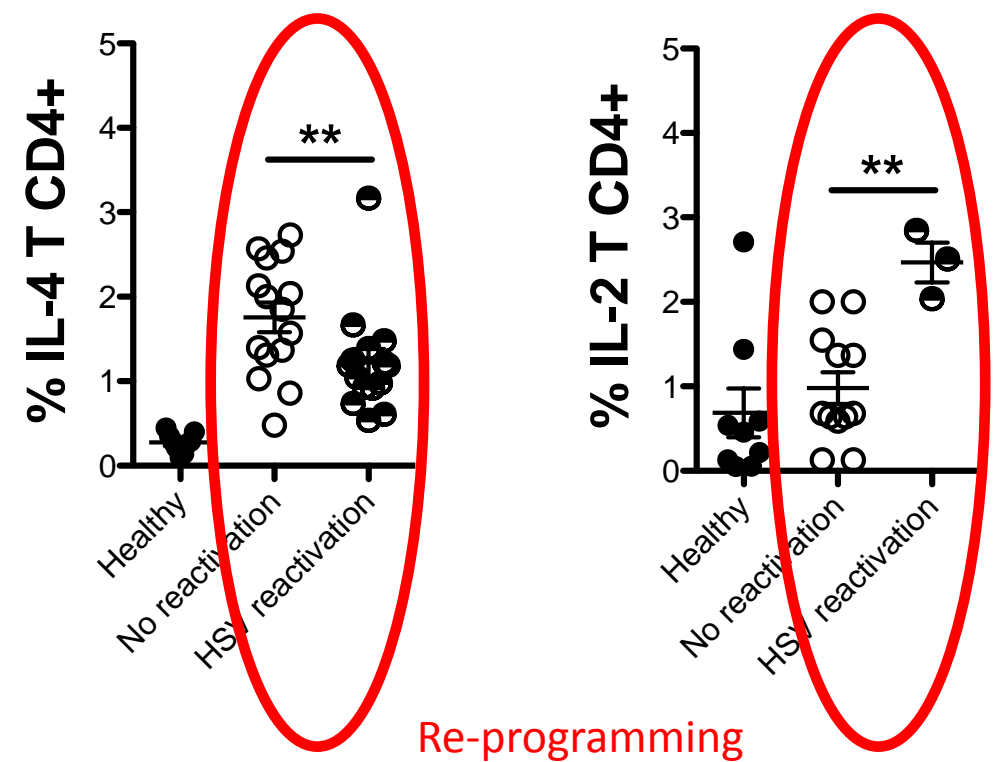 % IL-4 T CD4+
5
4
3
2
1
0
**
Healthy
No reactivation
HSV reactivation
% IL-2 T CD4+
5
4
3
2
1
0
**
Healthy
No reactivation
HSV reactivation
Re-programming